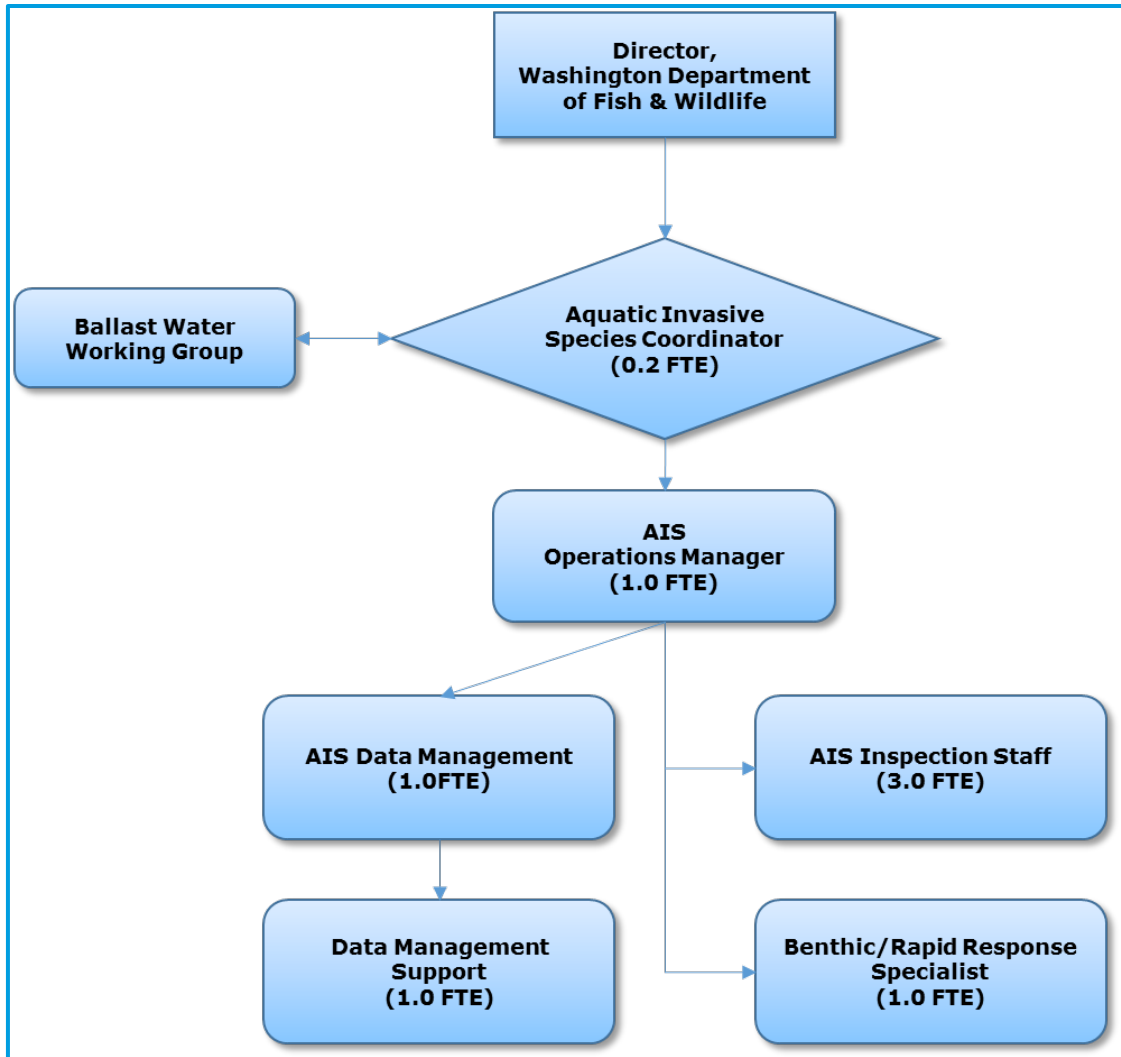 Director,
Washington Department
of Fish & Wildlife
Ballast Water
Working Group
Aquatic Invasive
Species Coordinator
(0.2 FTE)
AIS
Operations Manager
(1.0 FTE)
AIS Data Management
(1.0FTE)
AIS Inspection Staff
(3.0 FTE)
Data Management
Support
(1.0 FTE)
Benthic/Rapid Response
Specialist
(1.0 FTE)